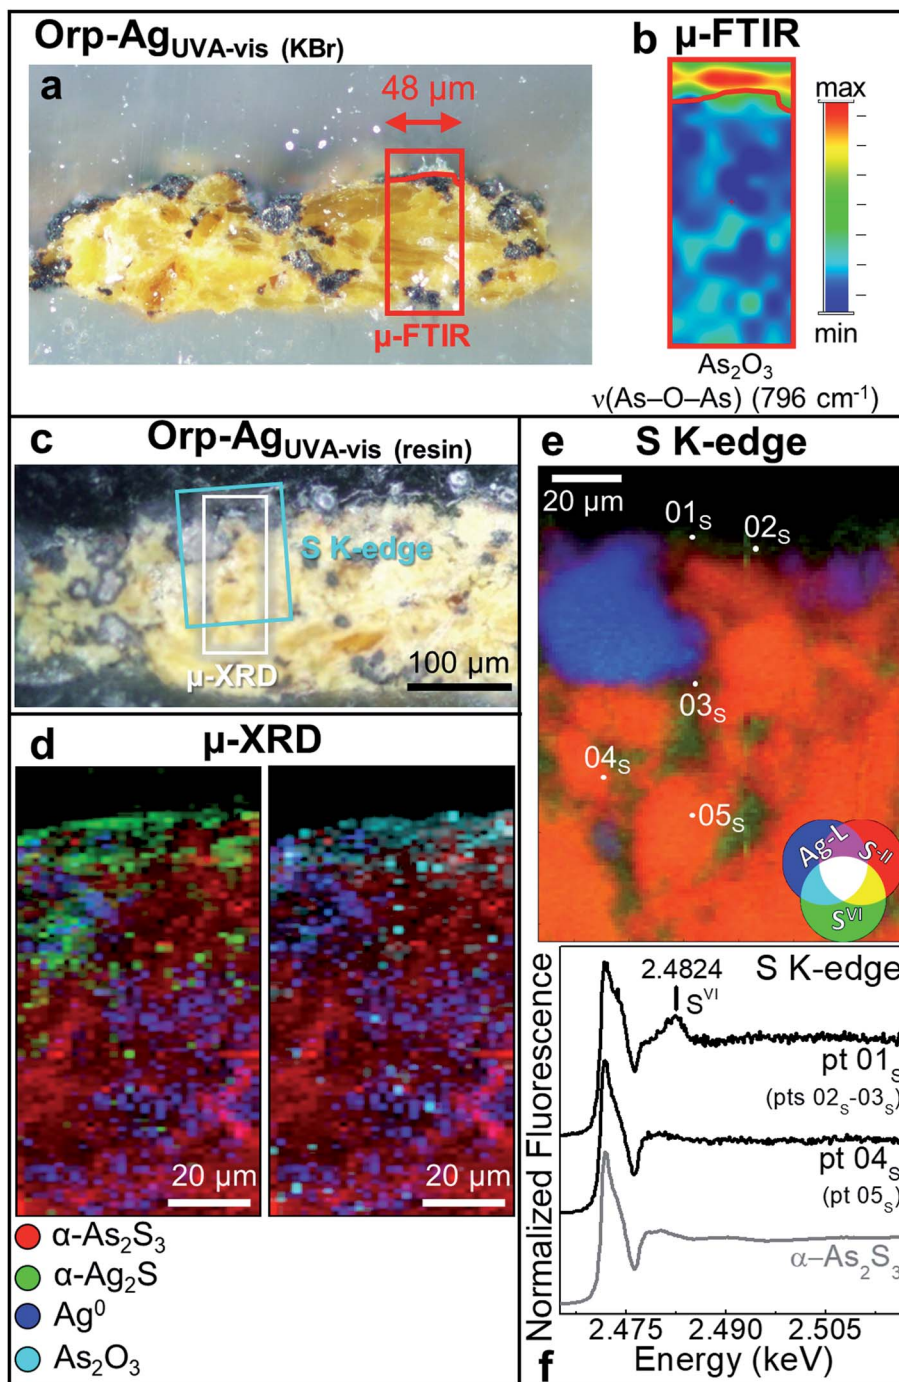 Orp-Ag_UVA-vis (KBr)
a
48 µm
µ-FTIR
b µ-FTIR
max
min
As₂O₃
ν(As–O–As) (796 cm⁻¹)
c Orp-Ag_UVA-vis (resin)
S K-edge
µ-XRD
100 µm
d µ-XRD
20 µm
20 µm
α-As₂S₃
α-Ag₂S
Ag⁰
As₂O₃
e S K-edge
20 µm
01ₛ
02ₛ
03ₛ
04ₛ
05ₛ
Ag-L
S⁻ᴵᴵ
Sⱽᴵ
Normalized Fluorescence
2.4824
S K-edge
Sⱽᴵ
pt 01ₛ
(pts 02ₛ-03ₛ)
pt 04ₛ
(pt 05ₛ)
α–As₂S₃
2.475 2.490 2.505
f Energy (keV)